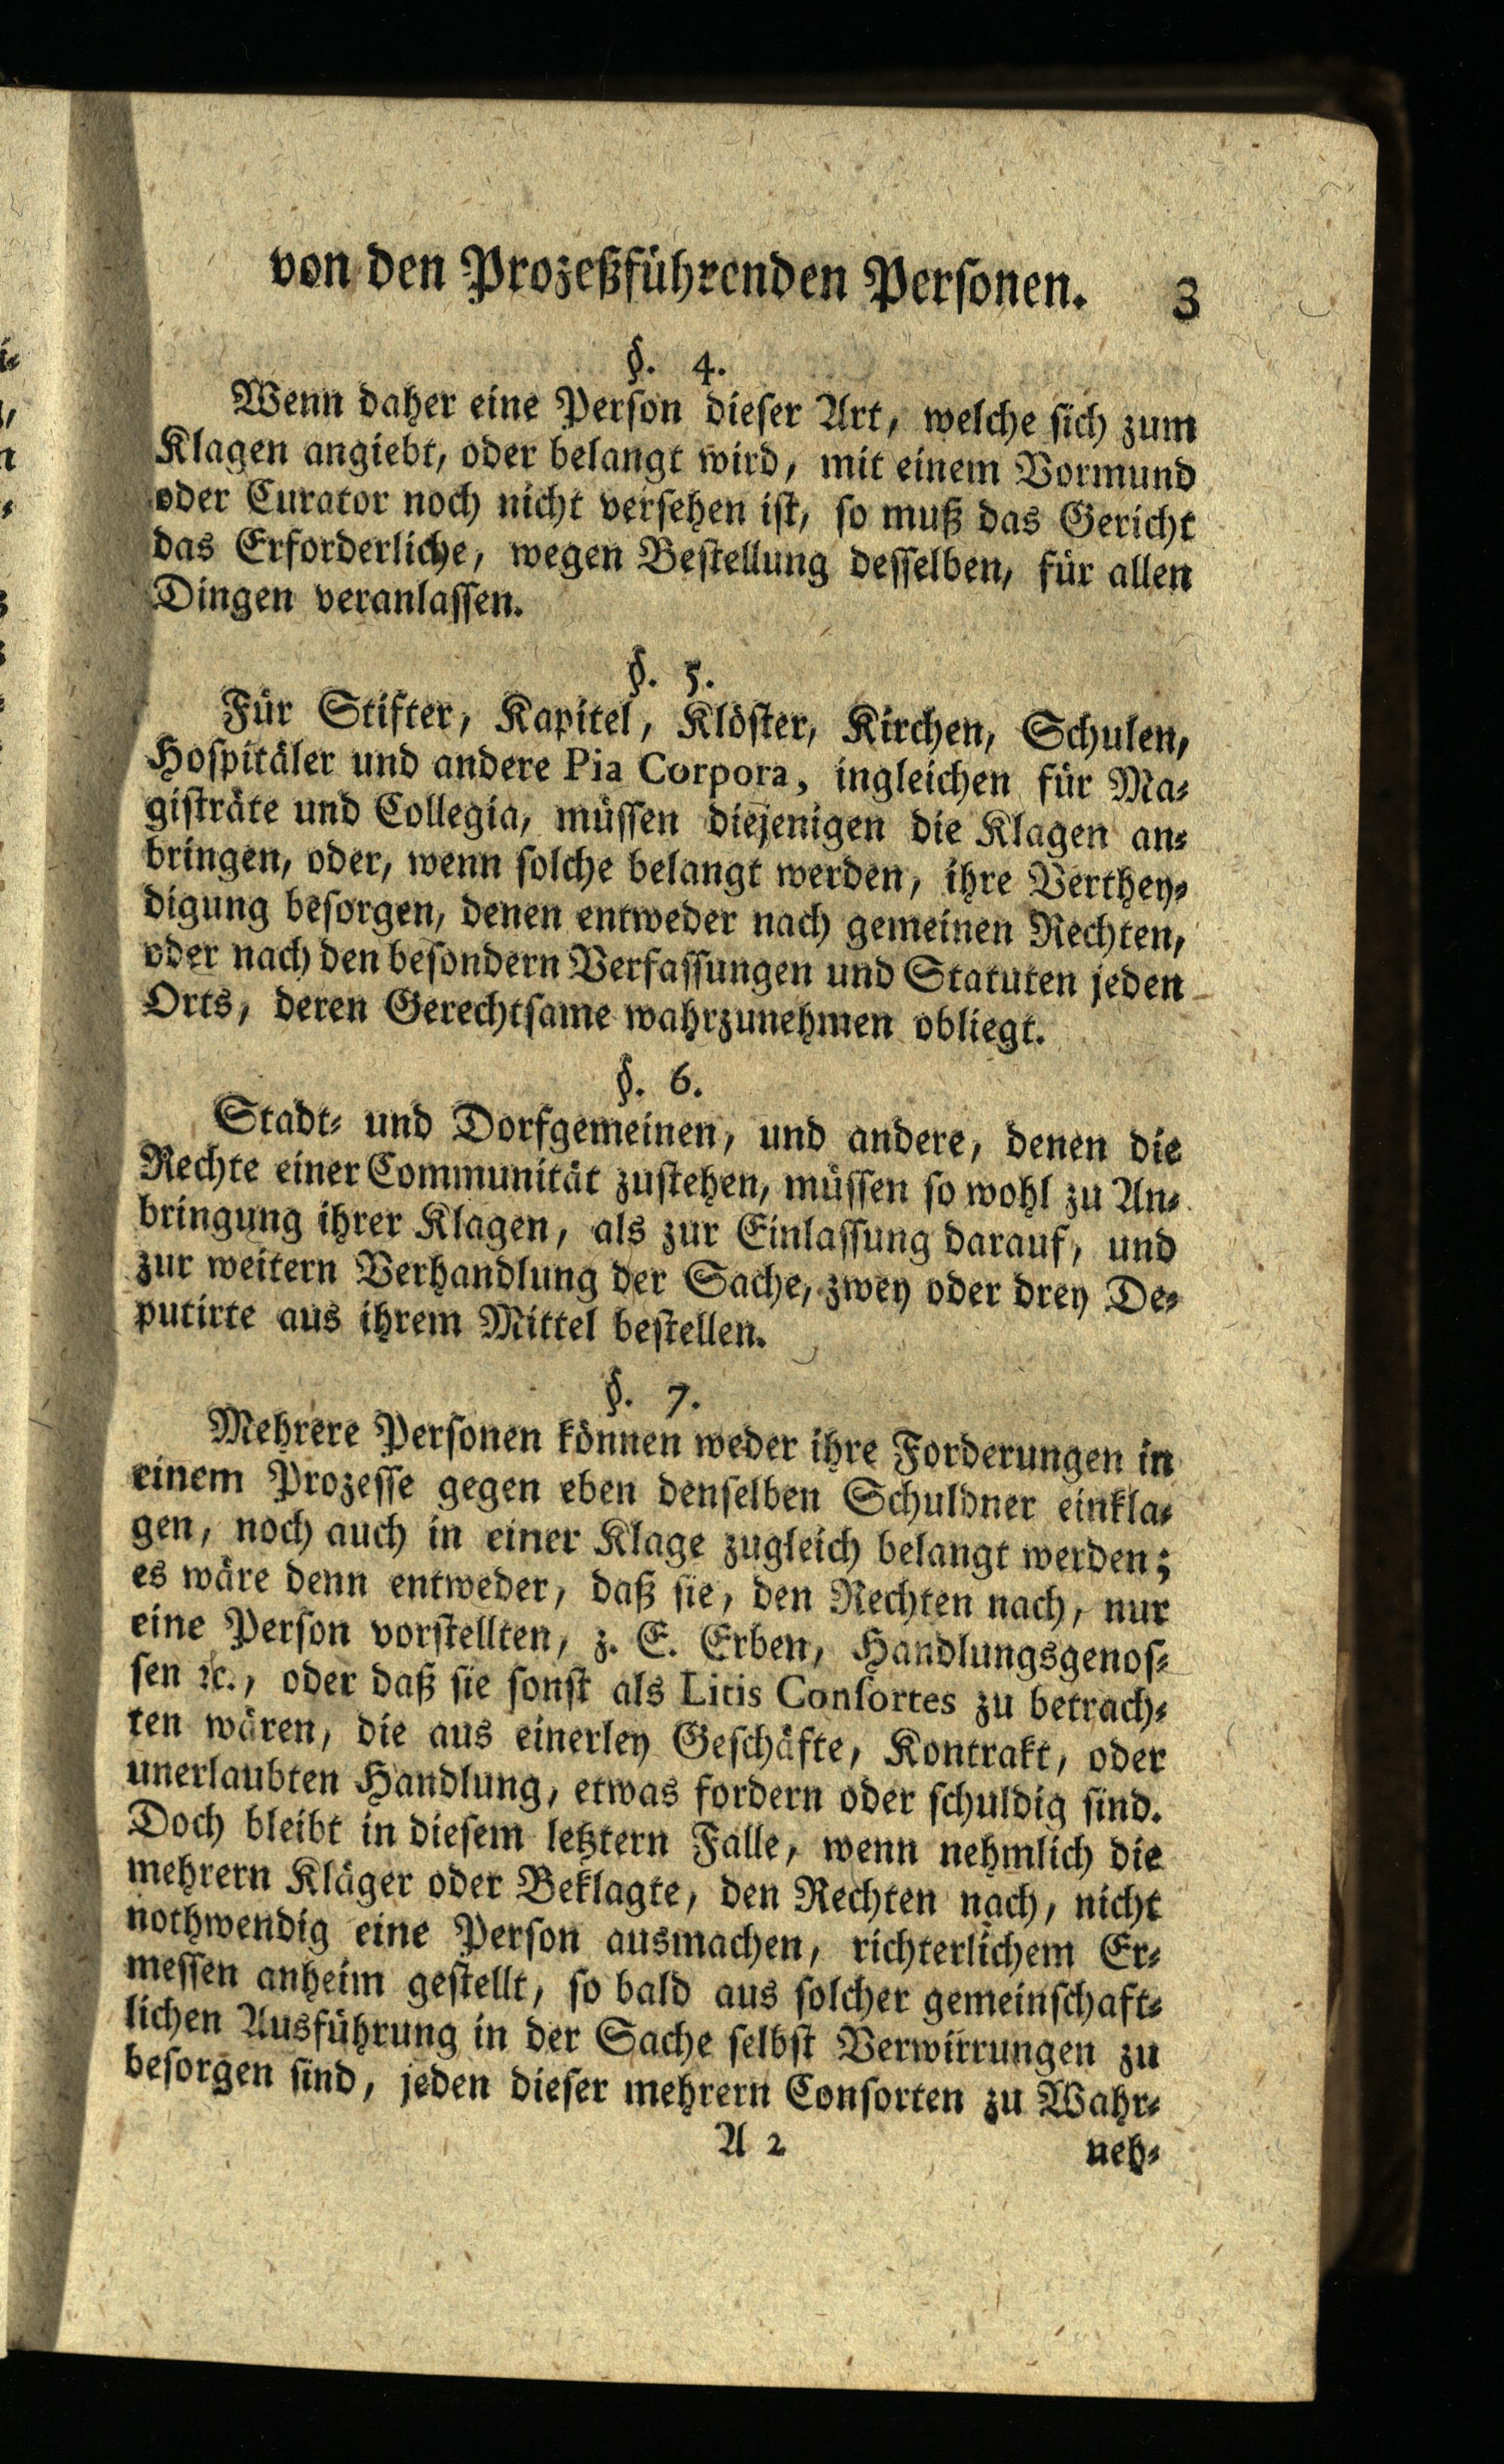 von den Prozeßführenden Personen. 3
§. 4.
Wenn daher eine Person dieser Art, welche sich zum
Klagen angiebt, oder belangt wird, mit einem Vormund
oder Curator noch nicht versehen ist, so muß das Gericht
das Erforderliche, wegen Bestellung desselben, für allen
Dingen veranlassen.
§. 5.
Für Stifter, Kapitel, Klöster, Kirchen, Schulen,
Hospitäler und andere Pia Corpora, ingleichen für Ma-
gisträte und Collegia, müssen diejenigen die Klagen an-
bringen, oder, wenn solche belangt werden, ihre Verthey-
digung besorgen, denen entweder nach gemeinen Rechten,
oder nach den besondern Verfassungen und Statuten jeden
Orts, deren Gerechtsame wahrzunehmen obliegt.
§. 6.
Stadt- und Dorfgemeinen, und andere, denen die
Rechte einer Communität zustehen, müssen so wohl zu An-
bringung ihrer Klagen, als zur Einlassung darauf, und
zur weitern Verhandlung der Sache, zwey oder drey De-
putirte aus ihrem Mittel bestellen.
§. 7.
Mehrere Personen können weder ihre Forderungen in
einem Prozesse gegen eben denselben Schuldner einkla-
gen, noch auch in einer Klage zugleich belangt werden;
es wäre denn entweder, daß sie, den Rechten nach, nur
eine Person vorstellten, z. E. Erben, Handlungsgenos-
sen ꝛc., oder daß sie sonst als Litis Consortes zu betrach-
ten wären, die aus einerley Geschäfte, Kontrakt, oder
unerlaubten Handlung, etwas fordern oder schuldig sind.
Doch bleibt in diesem letztern Falle, wenn nehmlich die
mehrern Kläger oder Beklagte, den Rechten nach, nicht
nothwendig eine Person ausmachen, richterlichem Er-
messen anheim gestellt, so bald aus solcher gemeinschaft-
lichen Ausführung in der Sache selbst Verwirrungen zu
besorgen sind, jeden dieser mehrern Consorten zu Wahr-
A 2 neh-